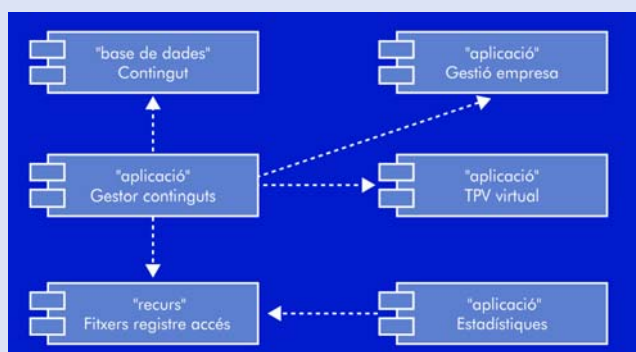 "base de dades"
Contingut
"aplicació"
Gestió empresa
"aplicació"
Gestor continguts
"aplicació"
TPV virtual
"recurs"
Fitxers registre accés
"aplicació"
Estadístiques